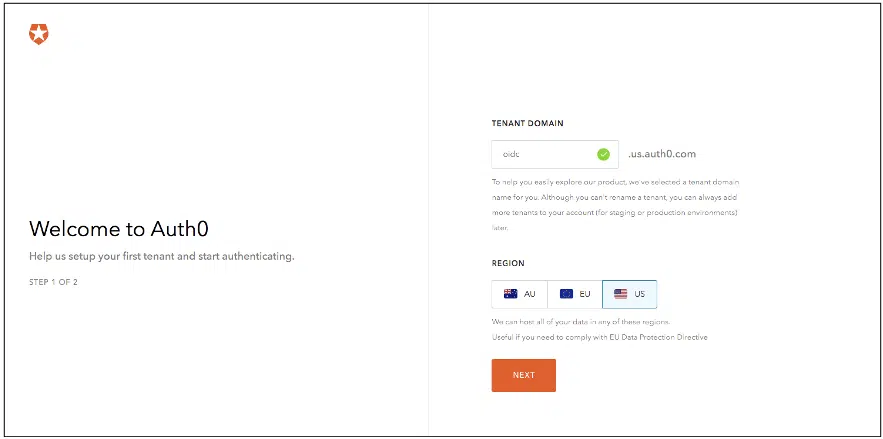 Welcome to Auth0
Help us setup your first tenant and start authenticating.
STEP 1 OF 2
TENANT DOMAIN
oidc .us.auth0.com
To help you easily explore our product, we've selected a tenant domain
name for you. Although you can't rename a tenant, you can always add
more tenants to your account (for staging or production environments)
later.
REGION
AU EU US
We can host all of your data in any of these regions.
Useful if you need to comply with EU Data Protection Directive
NEXT